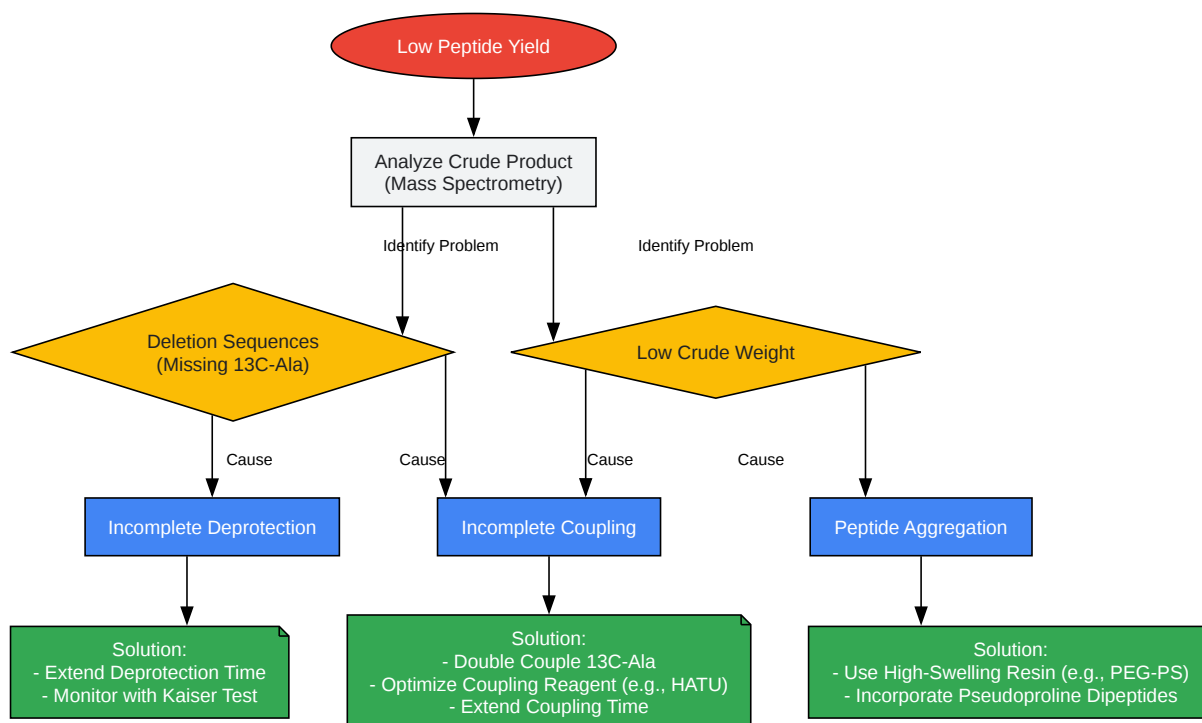 Low Peptide Yield
Analyze Crude Product
(Mass Spectrometry)
Identify Problem
Identify Problem
Deletion Sequences
(Missing 13C-Ala)
Low Crude Weight
Cause
Cause
Cause
Cause
Incomplete Deprotection
Incomplete Coupling
Peptide Aggregation
Solution:
- Extend Deprotection Time
- Monitor with Kaiser Test
Solution:
- Double Couple 13C-Ala
- Optimize Coupling Reagent (e.g., HATU)
- Extend Coupling Time
Solution:
- Use High-Swelling Resin (e.g., PEG-PS)
- Incorporate Pseudoproline Dipeptides